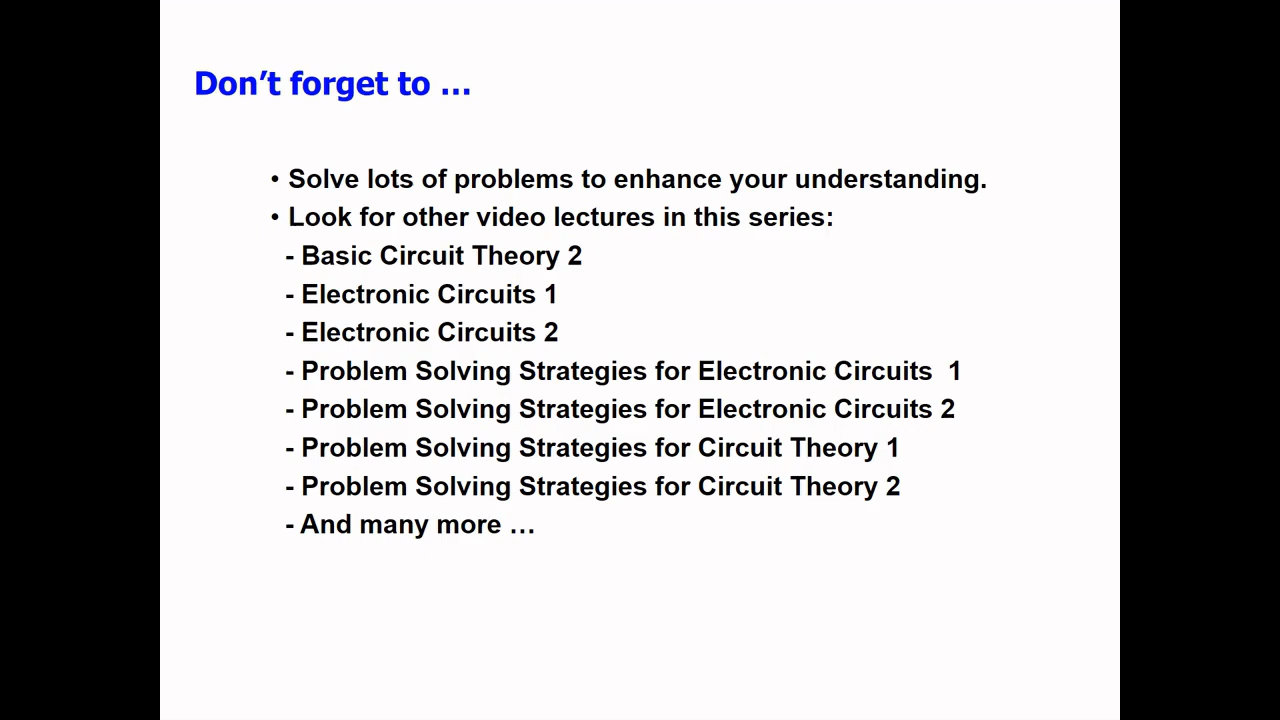 Don’t forget to …
• Solve lots of problems to enhance your understanding.
• Look for other video lectures in this series:
- Basic Circuit Theory 2
- Electronic Circuits 1
- Electronic Circuits 2
- Problem Solving Strategies for Electronic Circuits  1
- Problem Solving Strategies for Electronic Circuits 2
- Problem Solving Strategies for Circuit Theory 1
- Problem Solving Strategies for Circuit Theory 2
- And many more …